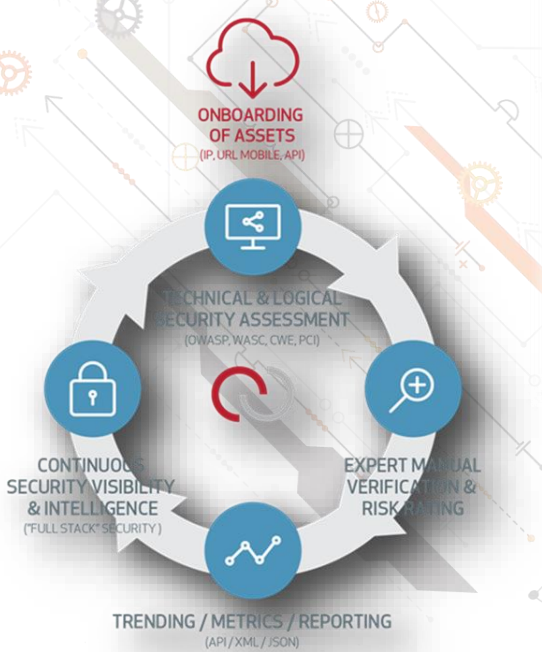 ONBOARDING
OF ASSETS
(IP, URL MOBILE, API)
TECHNICAL & LOGICAL
SECURITY ASSESSMENT
(OWASP, WASC, CWE, PCI)
EXPERT MANUAL
VERIFICATION &
RISK RATING
TRENDING / METRICS / REPORTING
(API / XML / JSON)
CONTINUOUS
SECURITY VISIBILITY
& INTELLIGENCE
("FULL STACK" SECURITY )